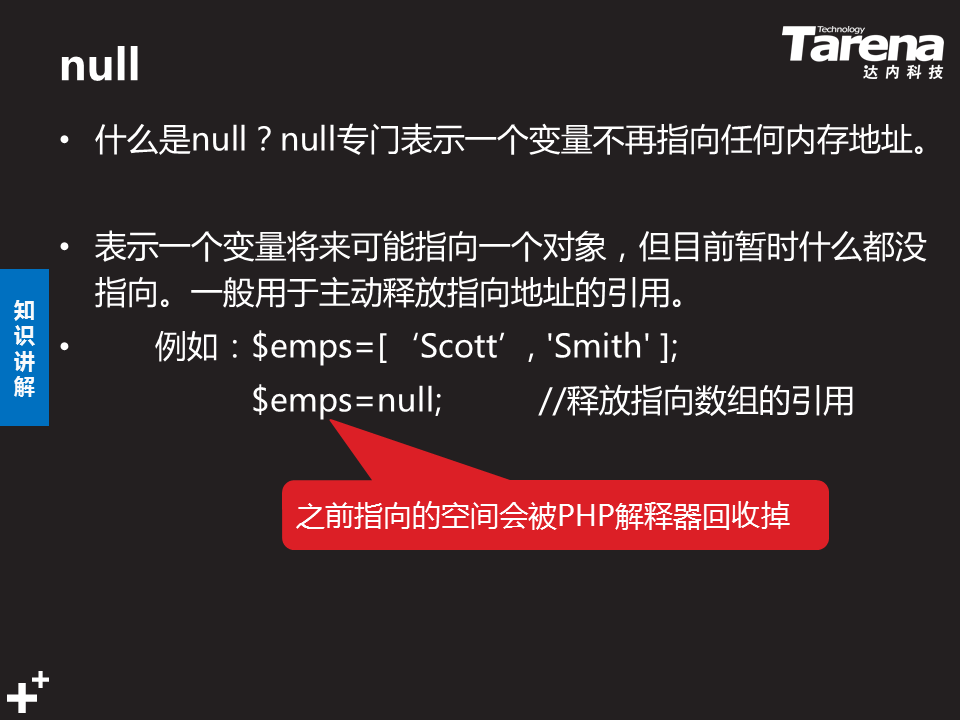 null
Technology
Tarena
达内科技
• 什么是null？null专门表示一个变量不再指向任何内存地址。
• 表示一个变量将来可能指向一个对象，但目前暂时什么都没
指向。一般用于主动释放指向地址的引用。
• 例如：$emps=[ ‘Scott’, 'Smith' ];
$emps=null; //释放指向数组的引用
之前指向的空间会被PHP解释器回收掉
知
识
讲
解